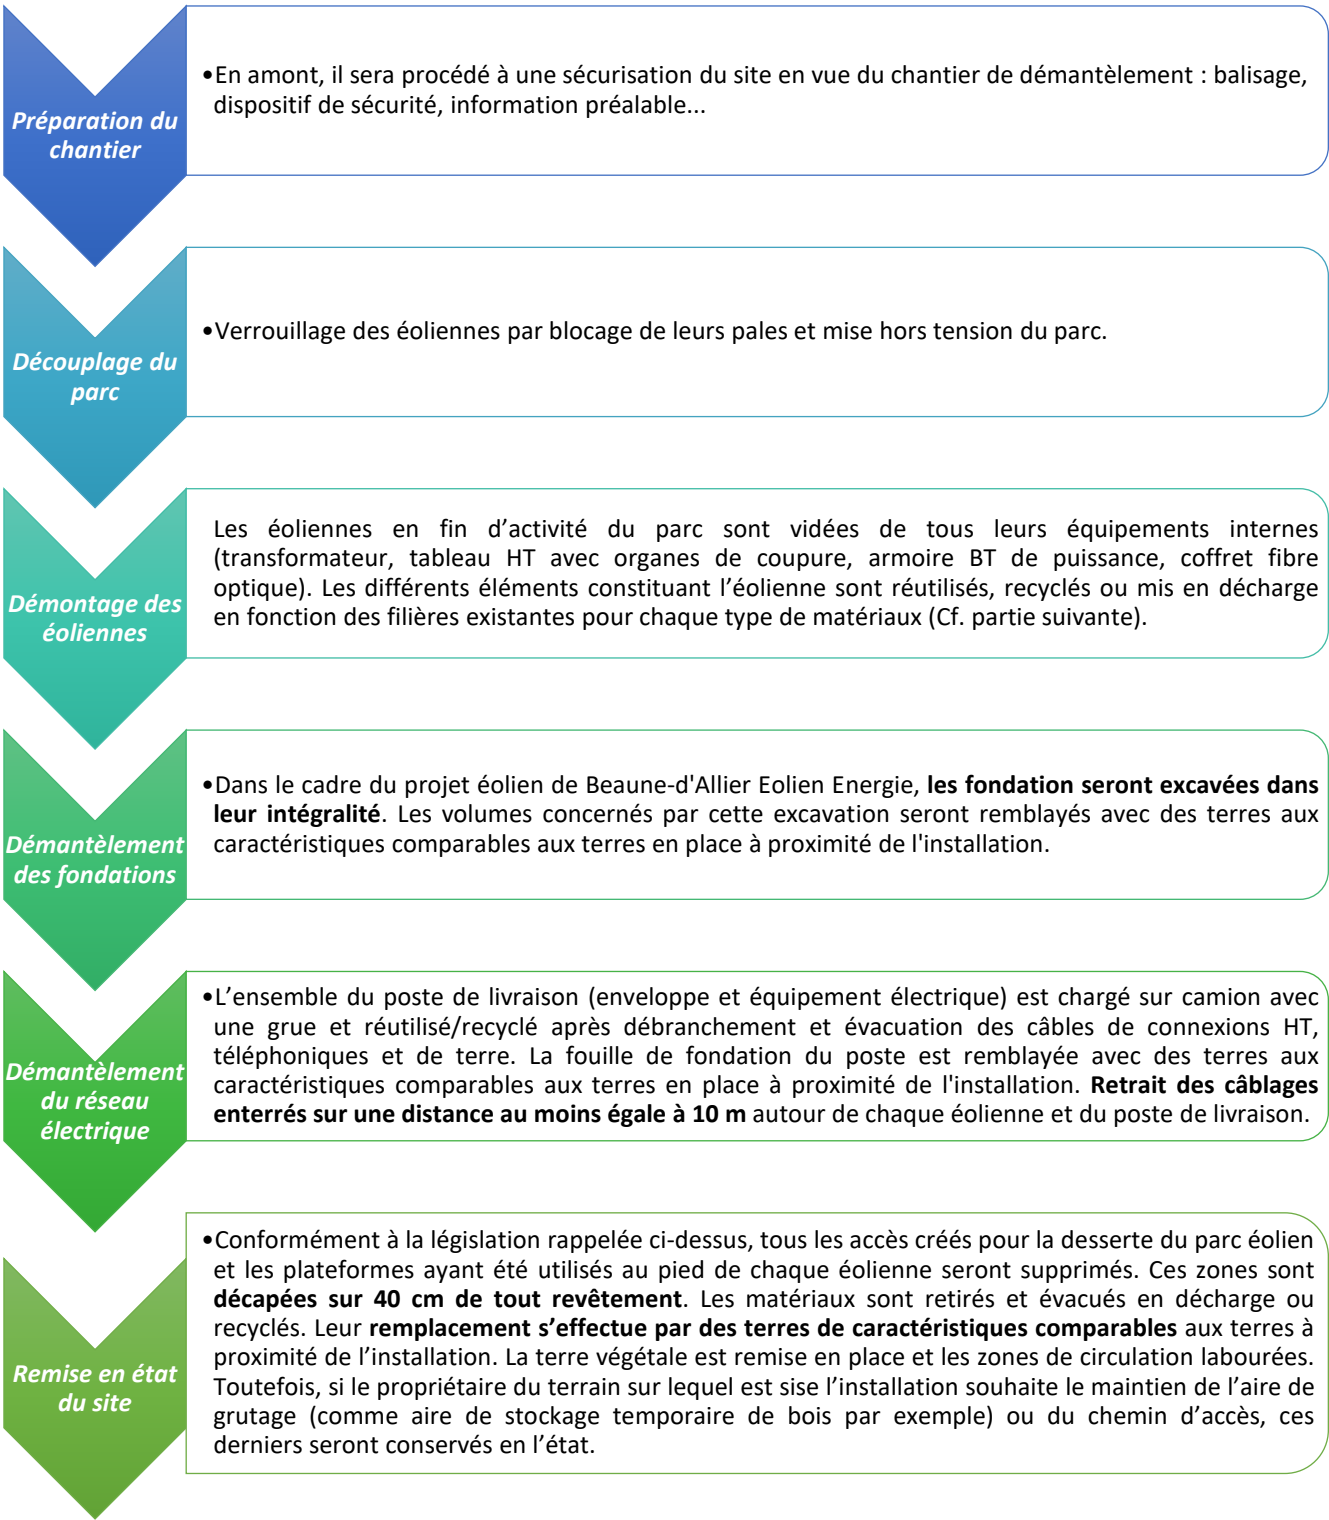 Préparation du
chantier
•En amont, il sera procédé à une sécurisation du site en vue du chantier de démantèlement : balisage,
dispositif de sécurité, information préalable...
Découplage du
parc
•Verrouillage des éoliennes par blocage de leurs pales et mise hors tension du parc.
Démontage des
éoliennes
Les éoliennes en fin d’activité du parc sont vidées de tous leurs équipements internes
(transformateur, tableau HT avec organes de coupure, armoire BT de puissance, coffret fibre
optique). Les différents éléments constituant l’éolienne sont réutilisés, recyclés ou mis en décharge
en fonction des filières existantes pour chaque type de matériaux (Cf. partie suivante).
Démantèlement
des fondations
•Dans le cadre du projet éolien de Beaune-d'Allier Eolien Energie, les fondation seront excavées dans
leur intégralité. Les volumes concernés par cette excavation seront remblayés avec des terres aux
caractéristiques comparables aux terres en place à proximité de l'installation.
Démantèlement
du réseau
électrique
•L’ensemble du poste de livraison (enveloppe et équipement électrique) est chargé sur camion avec
une grue et réutilisé/recyclé après débranchement et évacuation des câbles de connexions HT,
téléphoniques et de terre. La fouille de fondation du poste est remblayée avec des terres aux
caractéristiques comparables aux terres en place à proximité de l'installation. Retrait des câblages
enterrés sur une distance au moins égale à 10 m autour de chaque éolienne et du poste de livraison.
Remise en état
du site
•Conformément à la législation rappelée ci-dessus, tous les accès créés pour la desserte du parc éolien
et les plateformes ayant été utilisés au pied de chaque éolienne seront supprimés. Ces zones sont
décapées sur 40 cm de tout revêtement. Les matériaux sont retirés et évacués en décharge ou
recyclés. Leur remplacement s’effectue par des terres de caractéristiques comparables aux terres à
proximité de l’installation. La terre végétale est remise en place et les zones de circulation labourées.
Toutefois, si le propriétaire du terrain sur lequel est sise l’installation souhaite le maintien de l’aire de
grutage (comme aire de stockage temporaire de bois par exemple) ou du chemin d’accès, ces
derniers seront conservés en l’état.